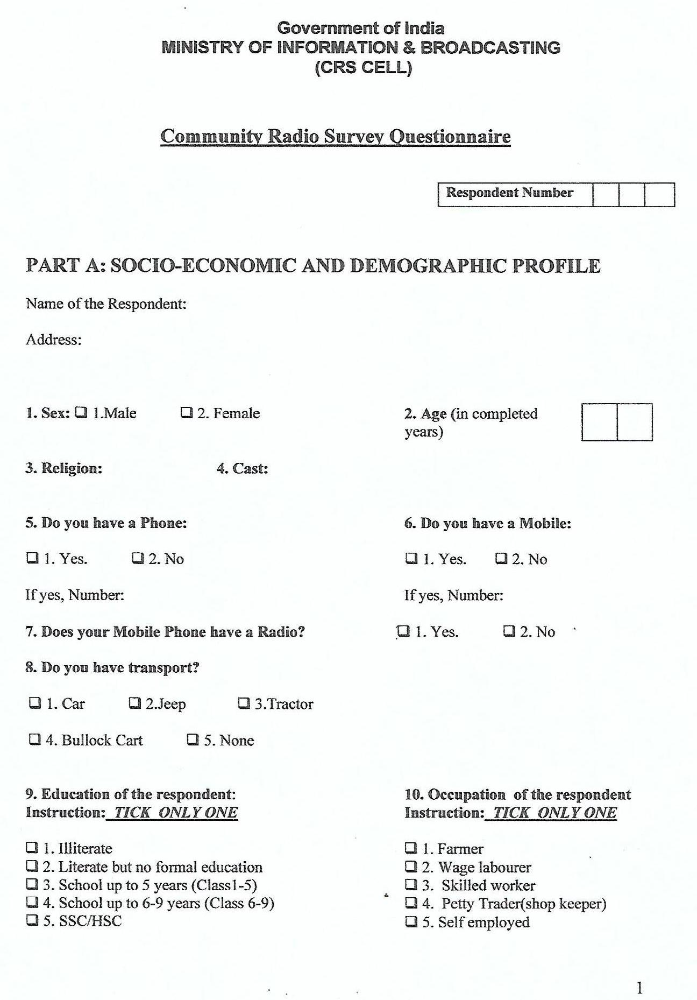 Government of India
MINISTRY OF INFORMATION & BROADCASTING
(CRS CELL)
Community Radio Survey Questionnaire
Respondent Number
PART A: SOCIO-ECONOMIC AND DEMOGRAPHIC PROFILE
Name of the Respondent:
Address:
1. Sex: ❑ 1.Male ❑ 2. Female
2. Age (in completed
years)
3. Religion: 4. Cast:
5. Do you have a Phone:
❑ 1. Yes. ❑ 2. No
If yes, Number:
6. Do you have a Mobile:
❑ 1. Yes. ❑ 2. No
If yes, Number:
7. Does your Mobile Phone have a Radio? ❑ 1. Yes. ❑ 2. No
8. Do you have transport?
❑ 1. Car ❑ 2.Jeep ❑ 3.Tractor
❑ 4. Bullock Cart ❑ 5. None
9. Education of the respondent:
Instruction: TICK ONLY ONE
❑ 1. Illiterate
❑ 2. Literate but no formal education
❑ 3. School up to 5 years (Class1-5)
❑ 4. School up to 6-9 years (Class 6-9)
❑ 5. SSC/HSC
10. Occupation of the respondent
Instruction: TICK ONLY ONE
❑ 1. Farmer
❑ 2. Wage labourer
❑ 3. Skilled worker
❑ 4. Petty Trader(shop keeper)
❑ 5. Self employed
1